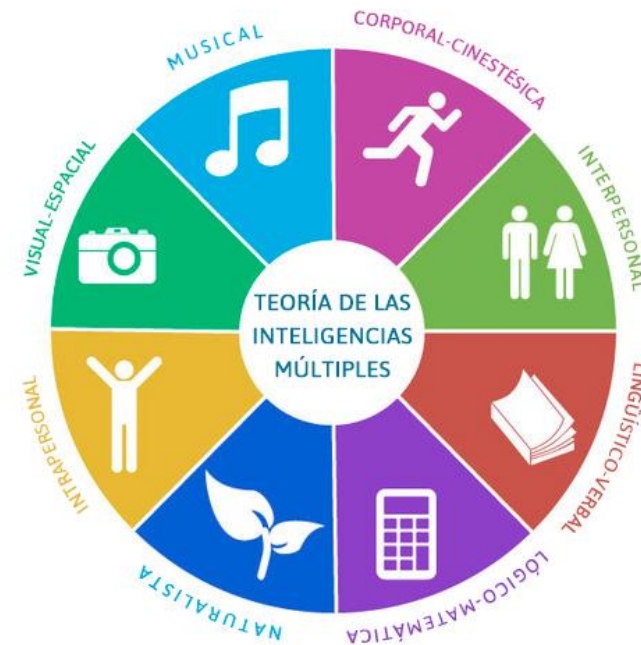 MUSICAL
CORPORAL-CINESTÉSICA
INTERPERSONAL
LINGÜÍSTICO-VERBAL
LÓGICO-MATEMÁTICA
NATURALISTA
INTRAPERSONAL
VISUAL-ESPACIAL
TEORÍA DE LAS
INTELIGENCIAS
MÚLTIPLES